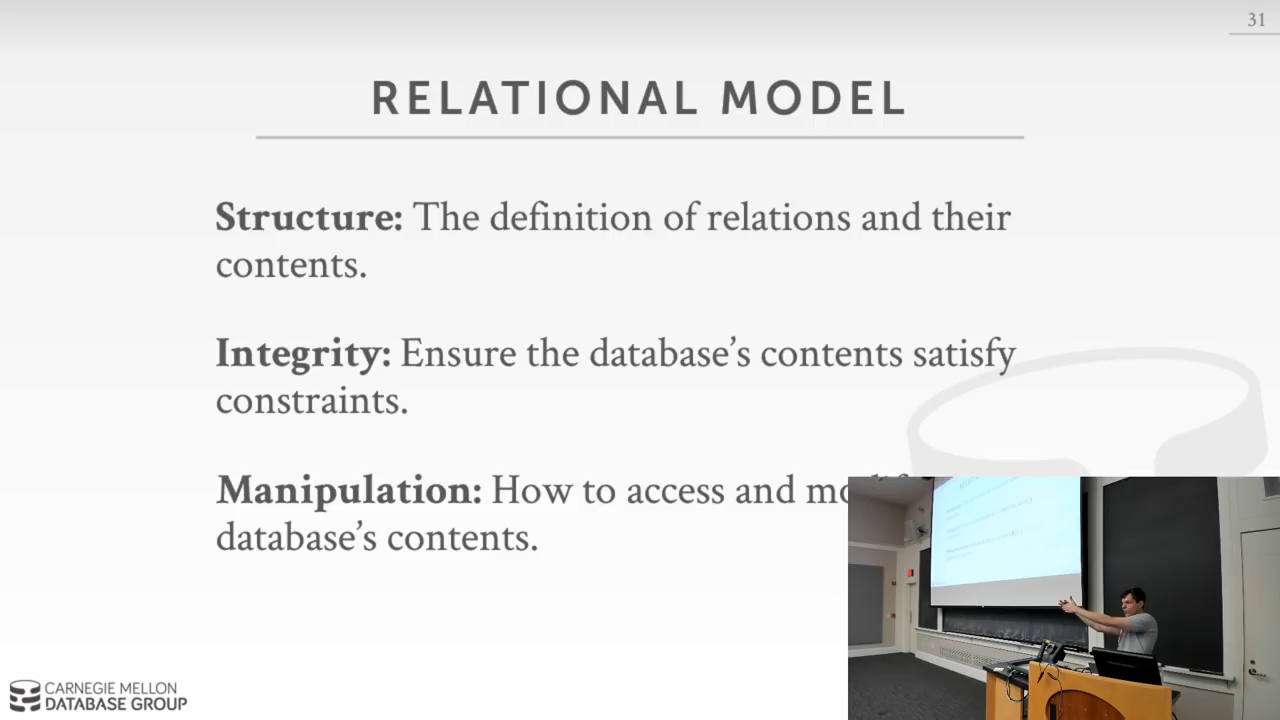 31
RELATIONAL MODEL
Structure: The definition of relations and their
contents.
Integrity: Ensure the database’s contents satisfy
constraints.
Manipulation: How to access and
database’s contents.
CARNEGIE MELLON
DATABASE GROUP